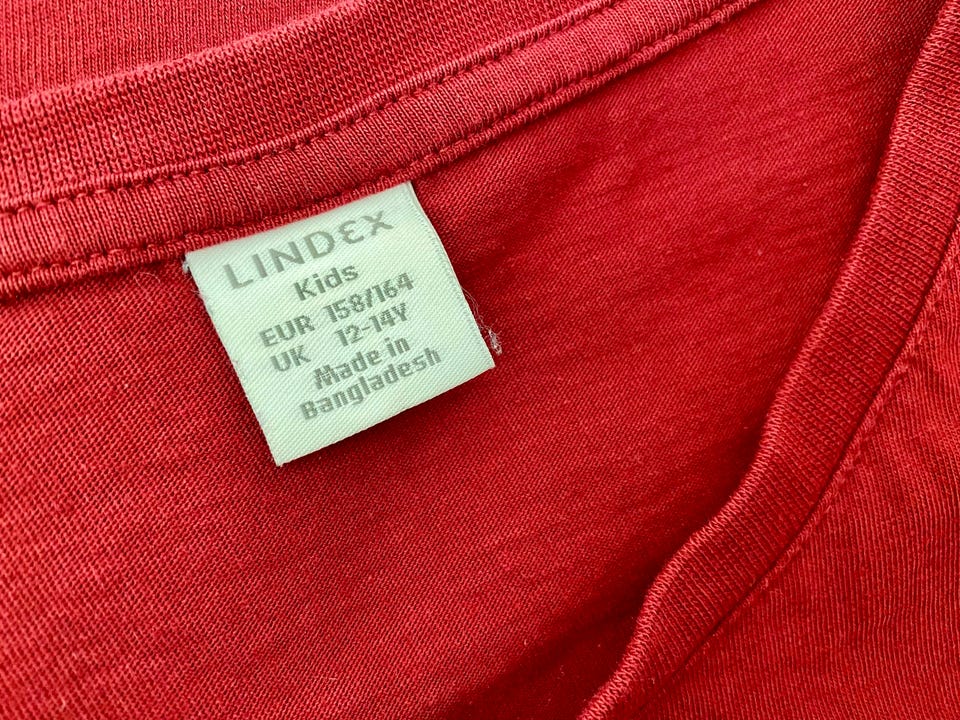 LINDEX
Kids
EUR 158/164
UK 12-14Y
Made in
Bangladesh